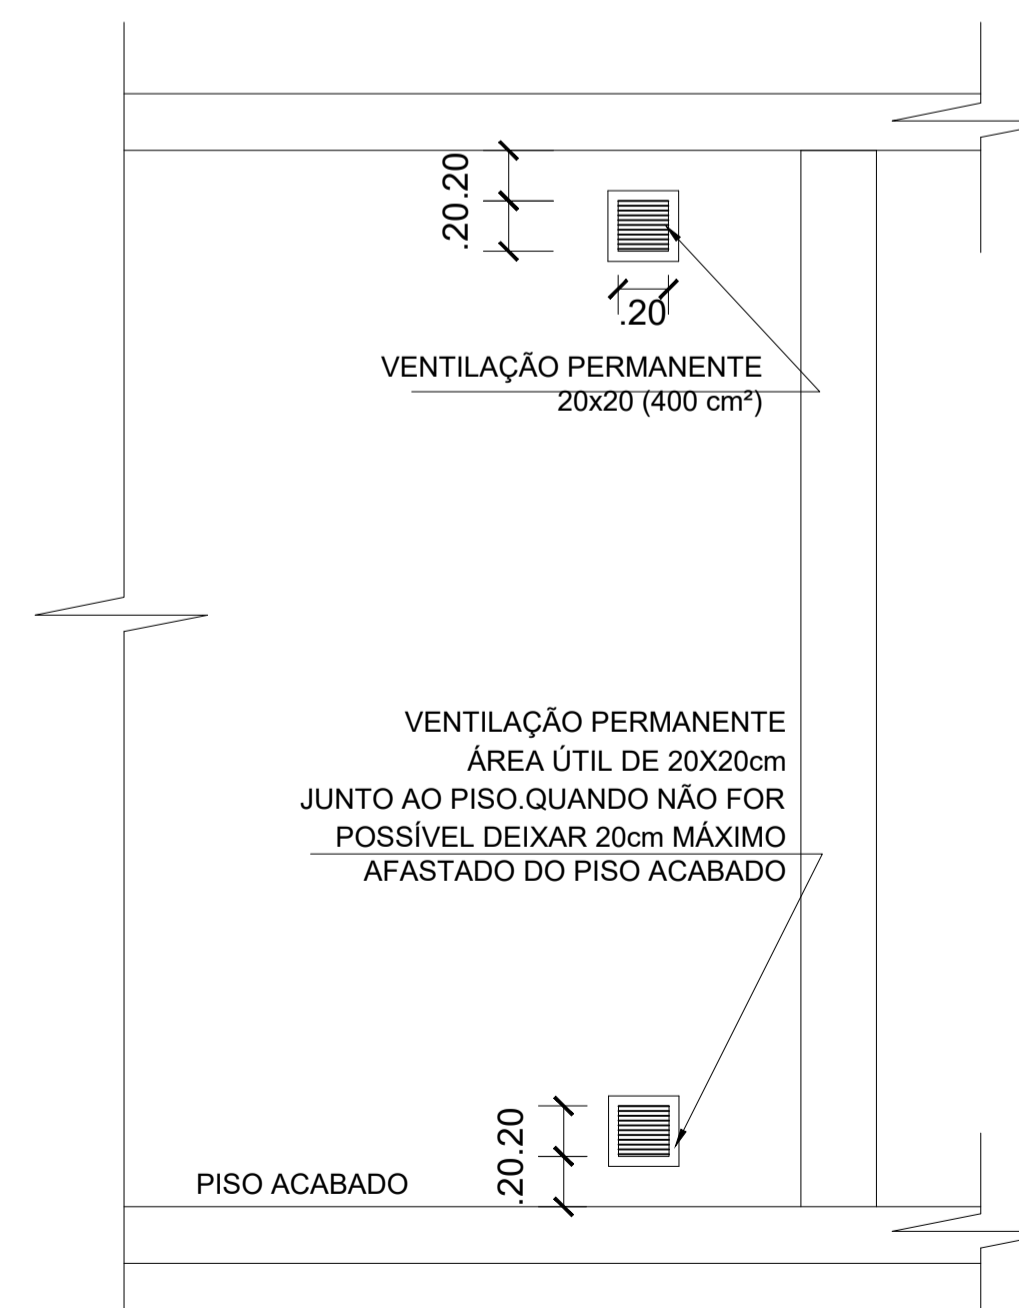 .20
.20
.20
VENTILAÇÃO PERMANENTE
20x20 (400 cm²)
VENTILAÇÃO PERMANENTE
ÁREA ÚTIL DE 20X20cm
JUNTO AO PISO.QUANDO NÃO FOR
POSSÍVEL DEIXAR 20cm MÁXIMO
AFASTADO DO PISO ACABADO
.20
.20
PISO ACABADO